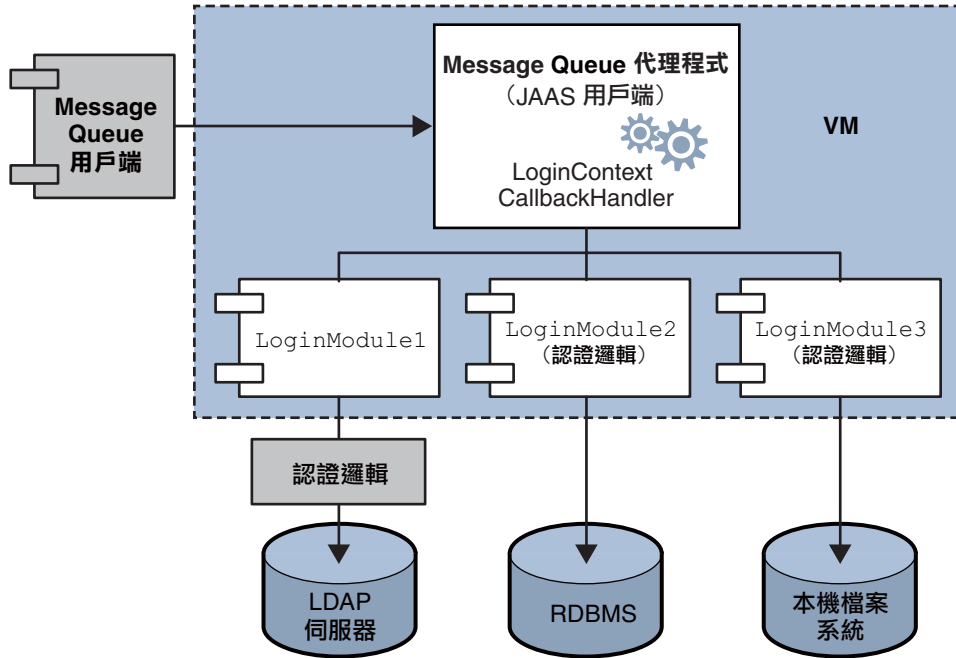 Message
Queue
用戶端
Message Queue 代理程式
（JAAS 用戶端）
LoginContext
CallbackHandler
VM
LoginModule1
LoginModule2
（認證邏輯）
LoginModule3
（認證邏輯）
認證邏輯
LDAP
伺服器
RDBMS
本機檔案
系統